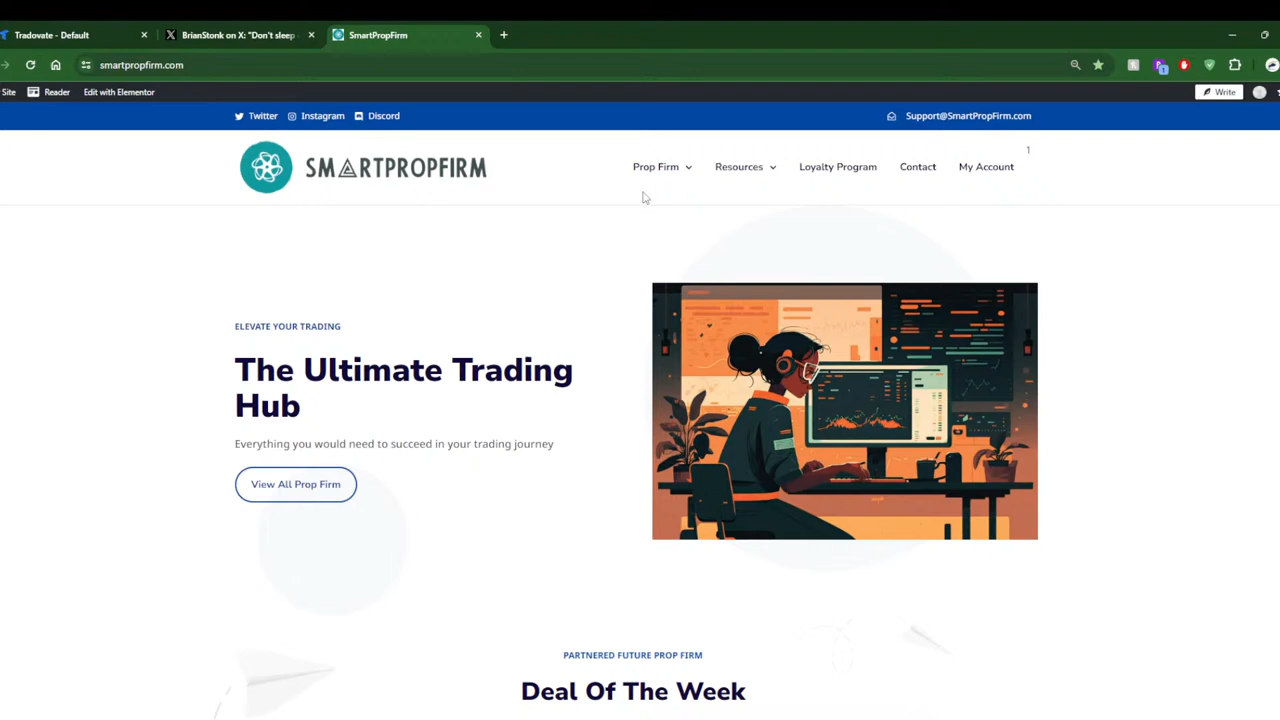 Tradovate - Default
BrianStonk on X: "Don't sleep
SmartPropFirm
smartpropfirm.com
Site
Reader
Edit with Elementor
Write
Twitter
Instagram
Discord
Support@SmartPropFirm.com
SMARTPROPFIRM
Prop Firm
Resources
Loyalty Program
Contact
My Account
1
ELEVATE YOUR TRADING
The Ultimate Trading
Hub
Everything you would need to succeed in your trading journey
View All Prop Firm
PARTNERED FUTURE PROP FIRM
Deal Of The Week